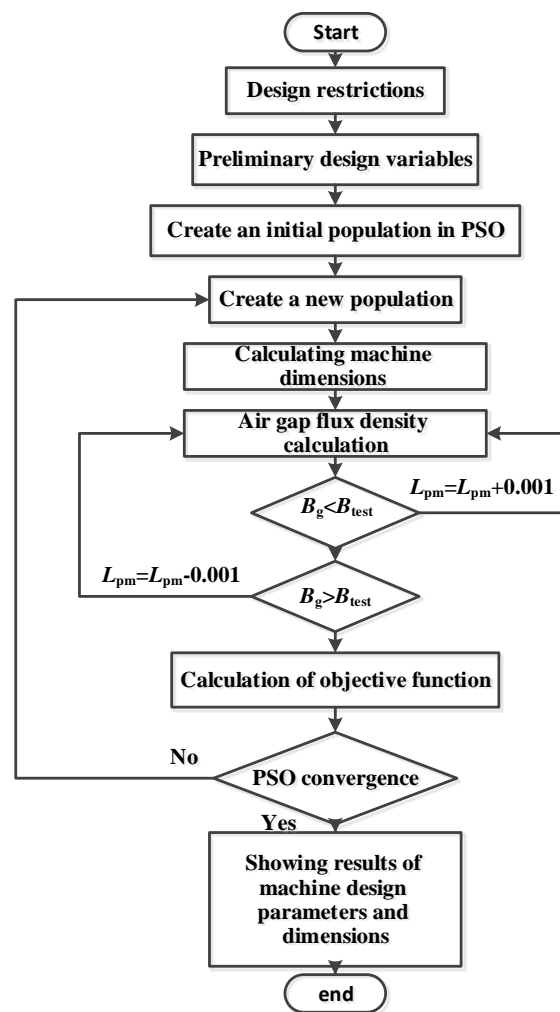 Start
Design restrictions
Preliminary design variables
Create an initial population in PSO
Create a new population
Calculating machine
dimensions
Air gap flux density
calculation
Lpm=Lpm+0.001
Bg<Btest
Lpm=Lpm-0.001
Bg>Btest
Calculation of objective function
No
PSO convergence
Yes
Showing results of
machine design
parameters and
dimensions
end